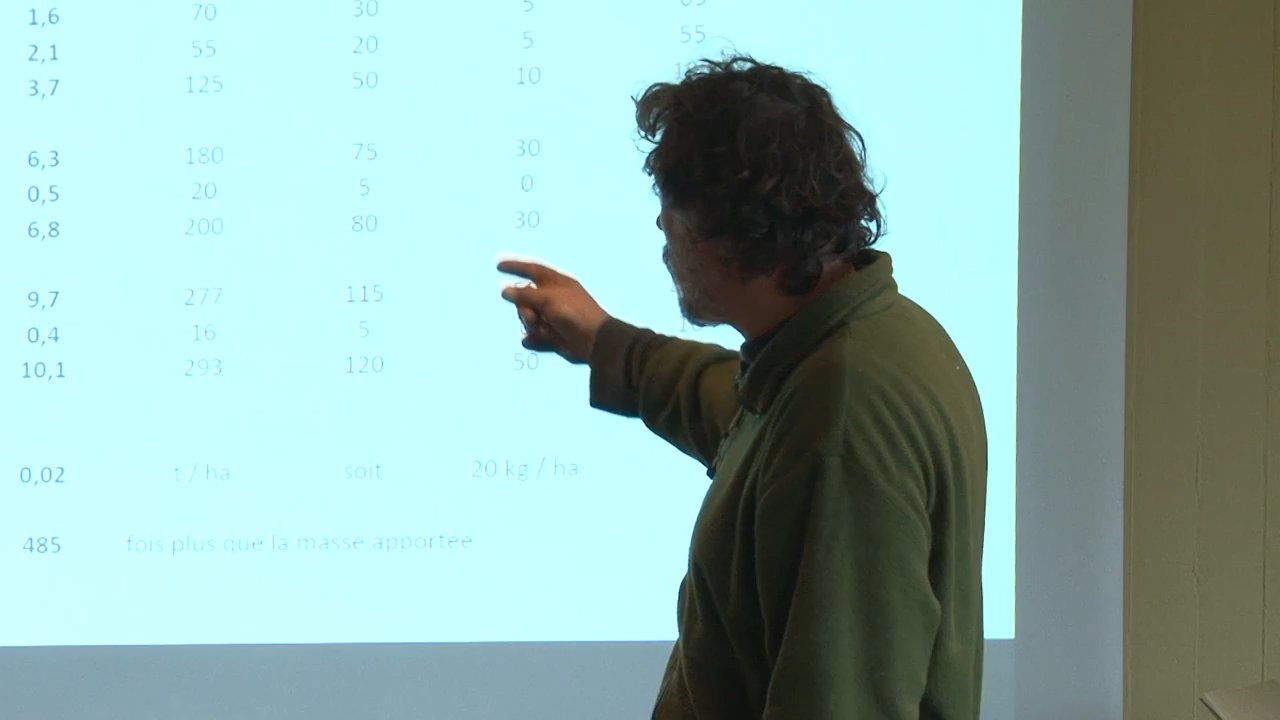 1,6 70 30 5
2,1 55 20 5 55
3,7 125 50 10
6,3 180 75 30
0,5 20 5 0
6,8 200 80 30
9,7 277 115
0,4 16 5
10,1 293 120 50
0,02 t / ha soit 20 kg / ha
485 fois plus que la masse apportee